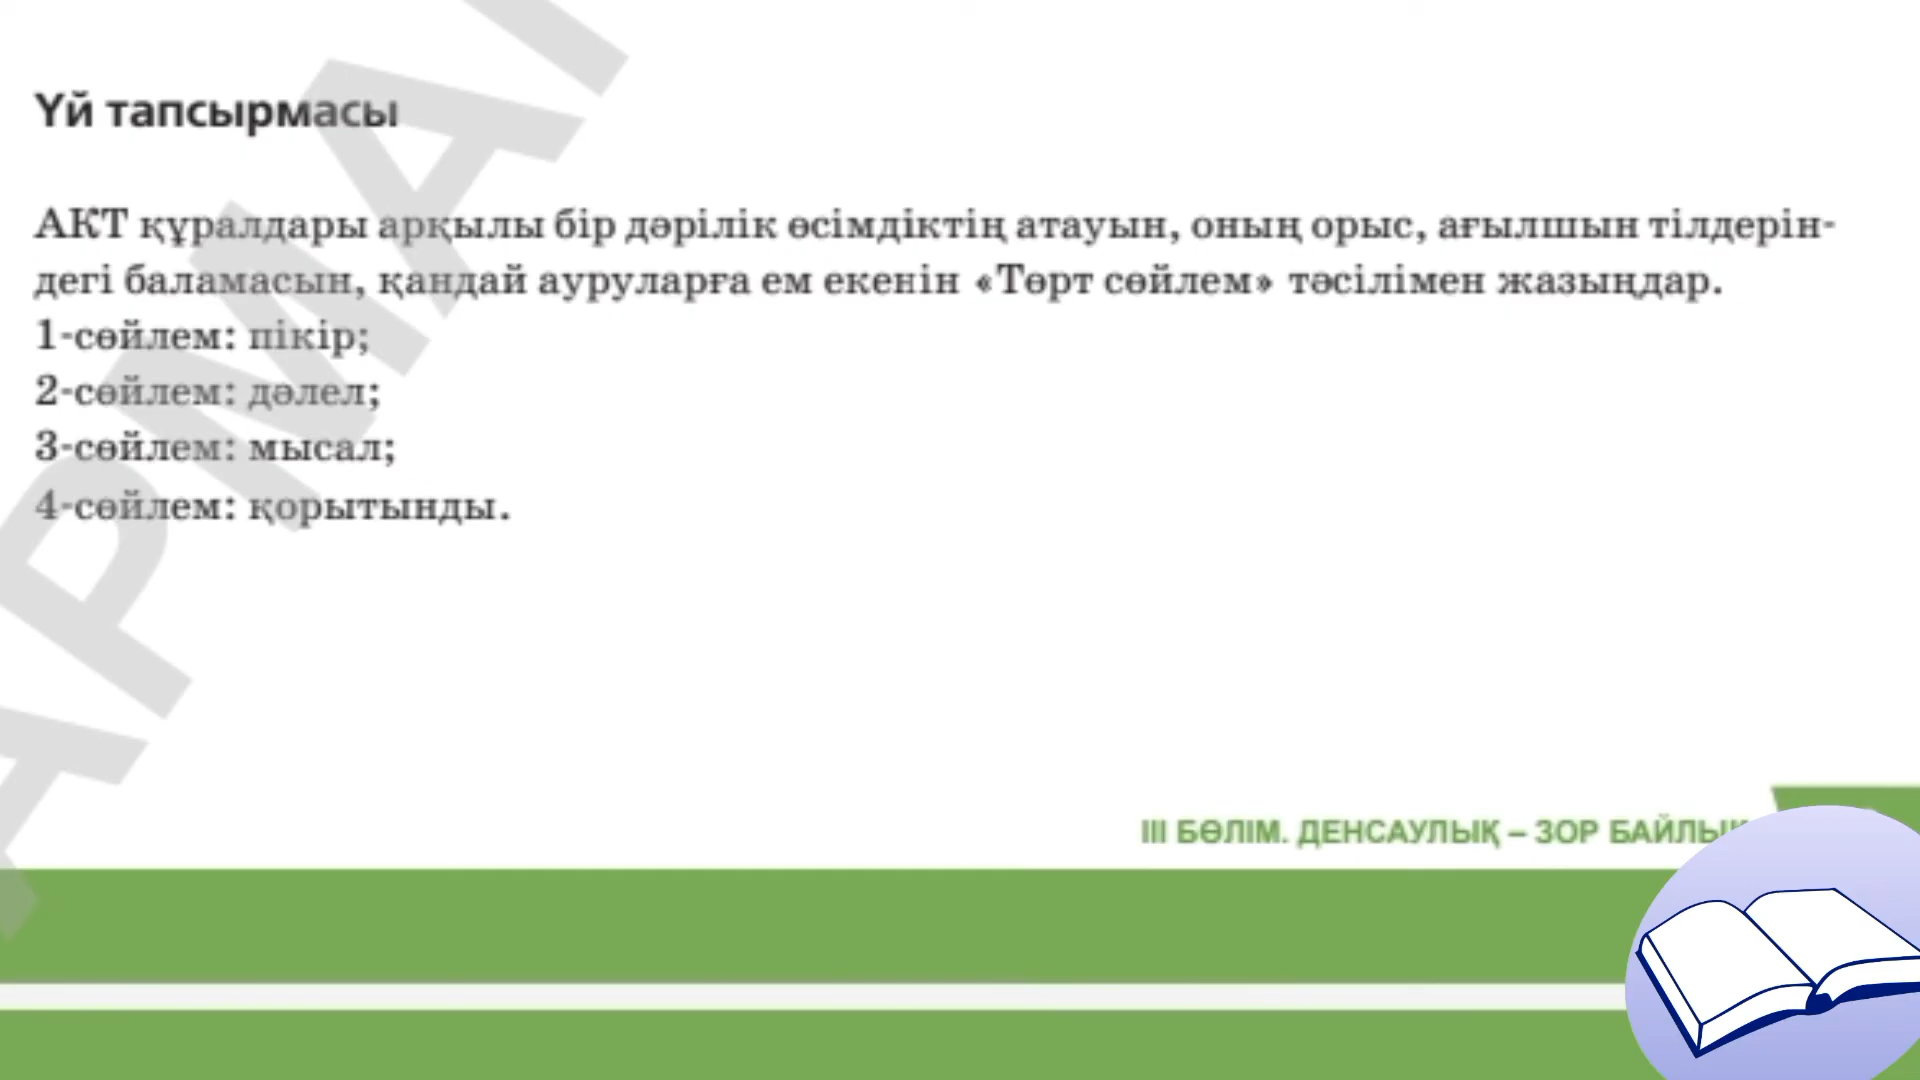 Үй тапсырмасы
АКТ құралдары арқылы бір дәрілік өсімдіктің атауын, оның орыс, ағылшын тілдерін-
дегі баламасын, қандай ауруларға ем екенін «Төрт сөйлем» тәсілімен жазыңдар.
1-сөйлем: пікір;
2-сөйлем: дәлел;
3-сөйлем: мысал;
4-сөйлем: қорытынды.
III БӨЛІМ. ДЕНСАУЛЫҚ – ЗОР БАЙЛЫҚ